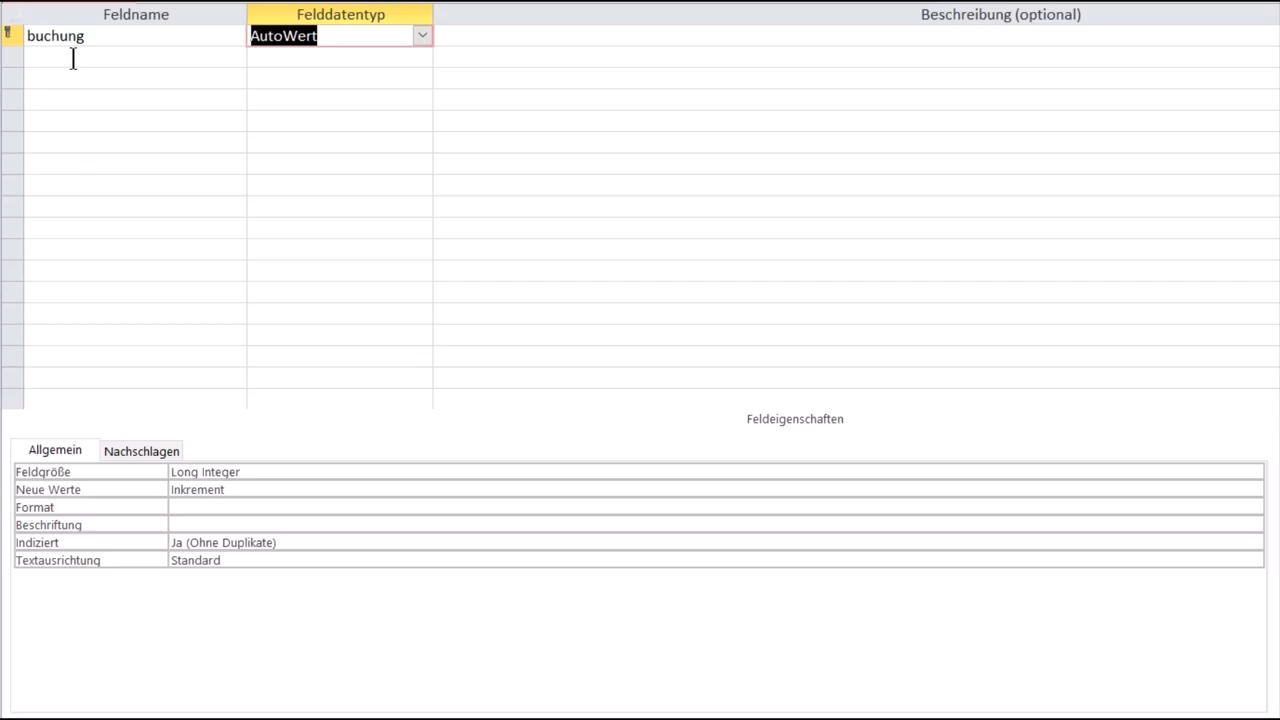 Feldname Felddatentyp Beschreibung (optional)
buchung AutoWert
Feldeigenschaften
Allgemein Nachschlagen
Feldgröße Long Integer
Neue Werte Inkrement
Format
Beschriftung
Indiziert Ja (Ohne Duplikate)
Textausrichtung Standard